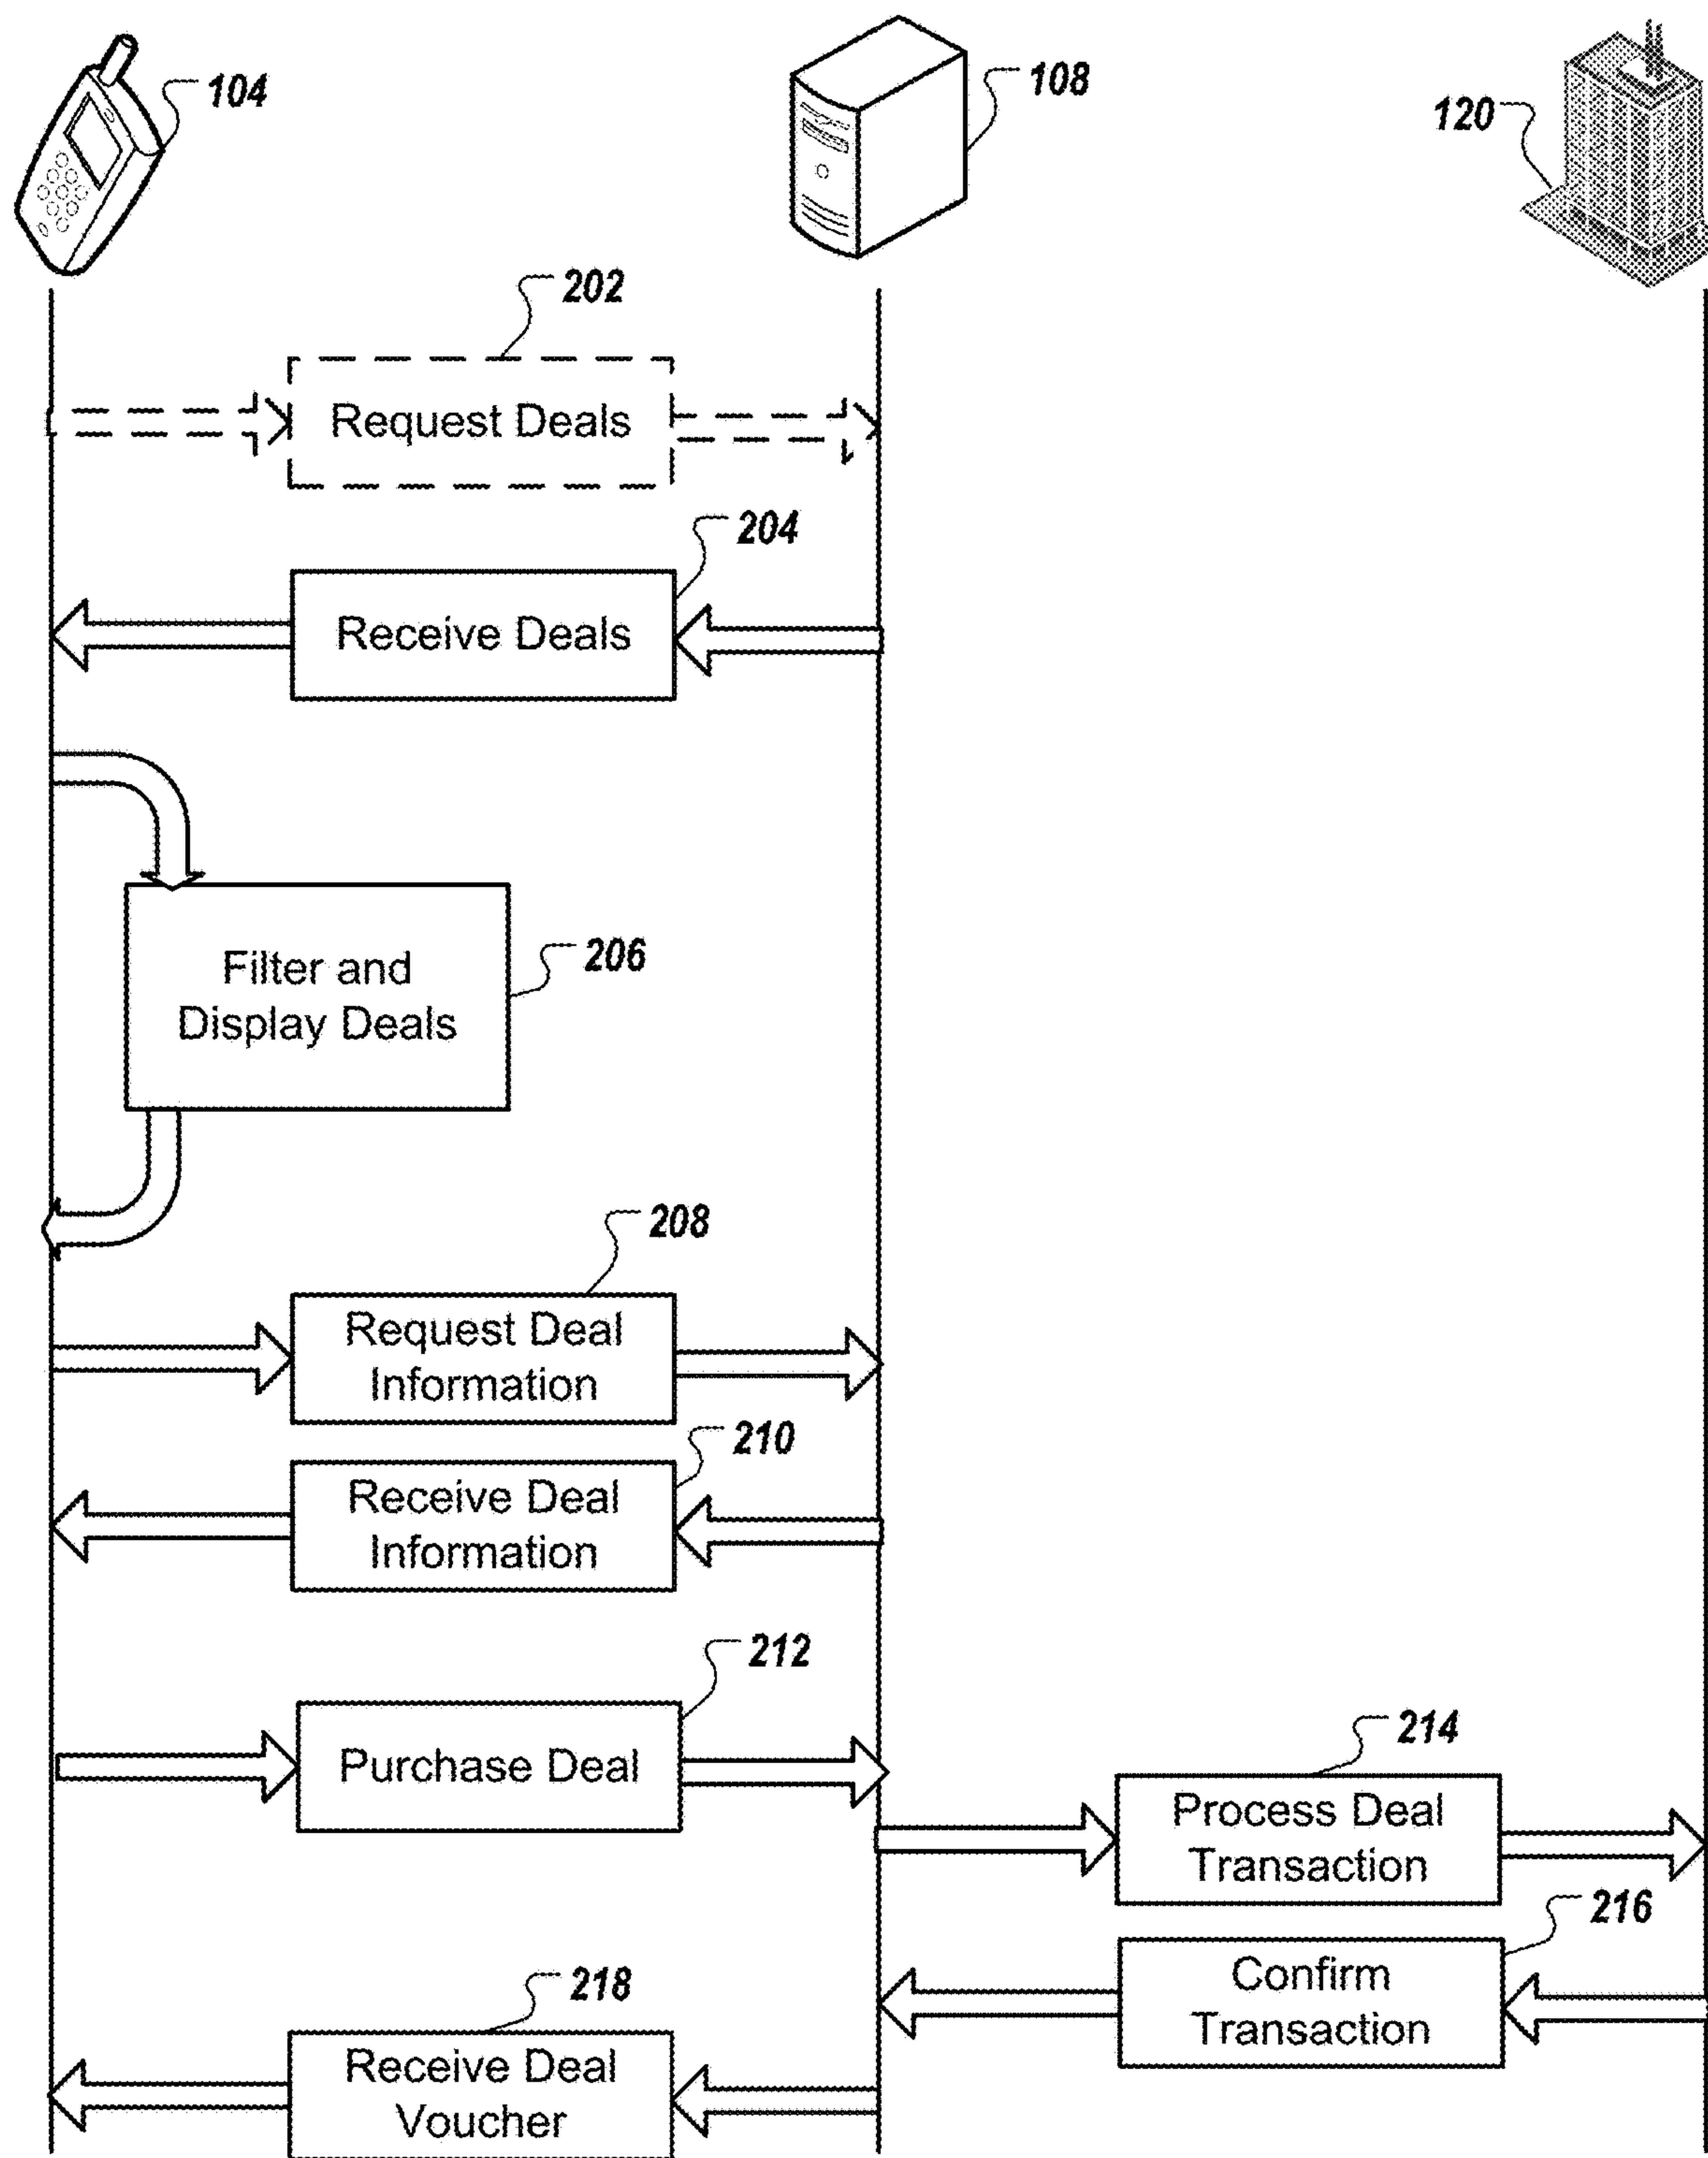 104
108
120
202
Request Deals
204
Receive Deals
Filter and
Display Deals
206
208
Request Deal
Information
210
Receive Deal
Information
212
Purchase Deal
214
Process Deal
Transaction
216
Confirm
Transaction
218
Receive Deal
Voucher